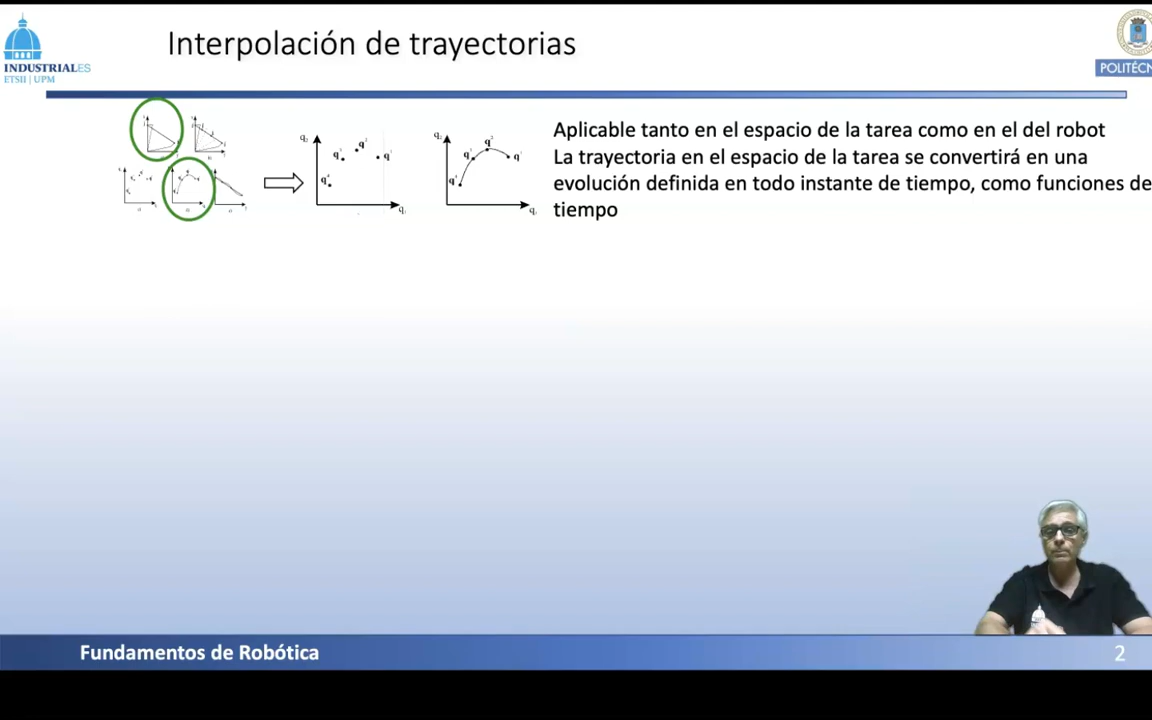 Interpolación de trayectorias
INDUSTRIALES
ETSII | UPM
POLITÉCN
Aplicable tanto en el espacio de la tarea como en el del robot
La trayectoria en el espacio de la tarea se convertirá en una
evolución definida en todo instante de tiempo, como funciones de
tiempo
Fundamentos de Robótica
2